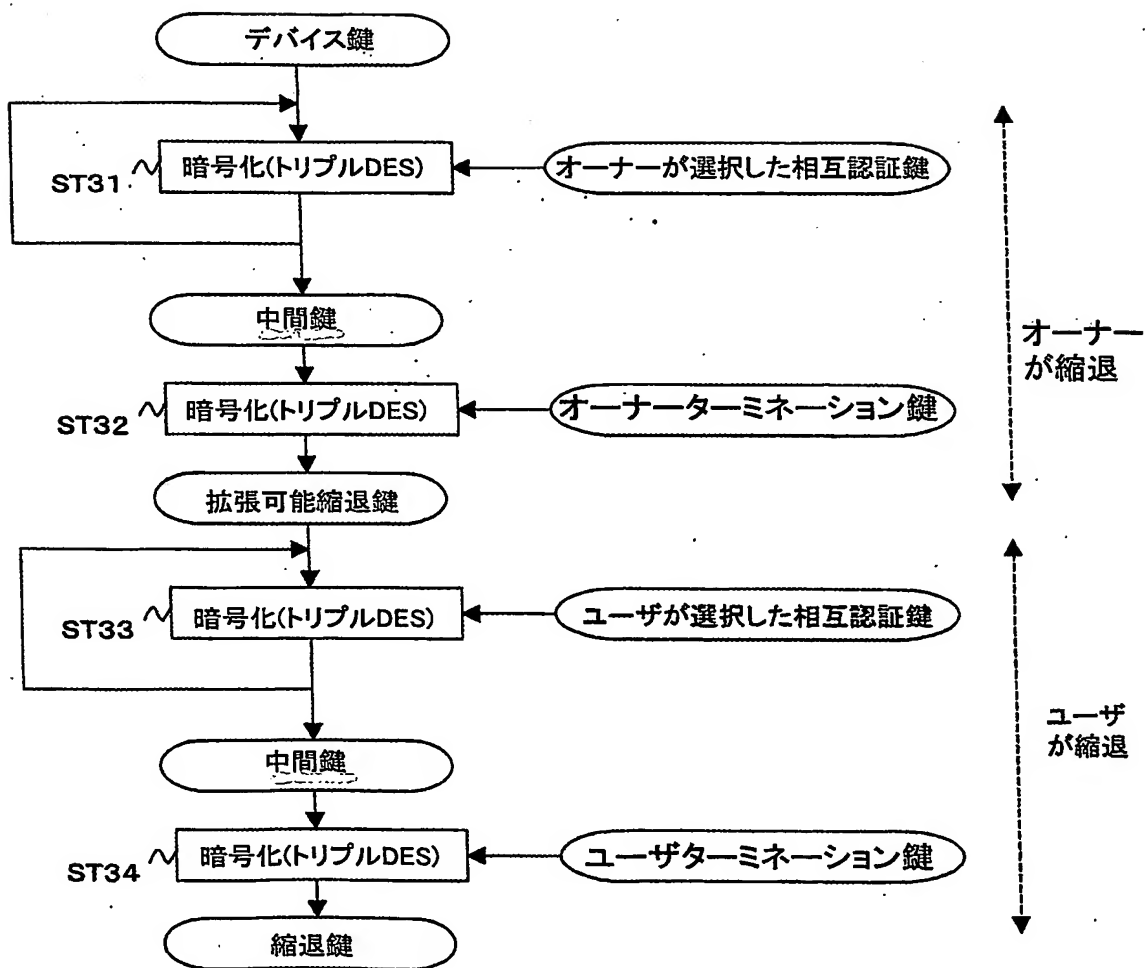 デバイス鍵
ST31
暗号化(トリプルDES)
オーナーが選択した相互認証鍵
中間鍵
オーナー
が縮退
ST32
暗号化(トリプルDES)
オーナーターミネーション鍵
拡張可能縮退鍵
ST33
暗号化(トリプルDES)
ユーザが選択した相互認証鍵
ユーザ
が縮退
中間鍵
ST34
暗号化(トリプルDES)
ユーザターミネーション鍵
縮退鍵